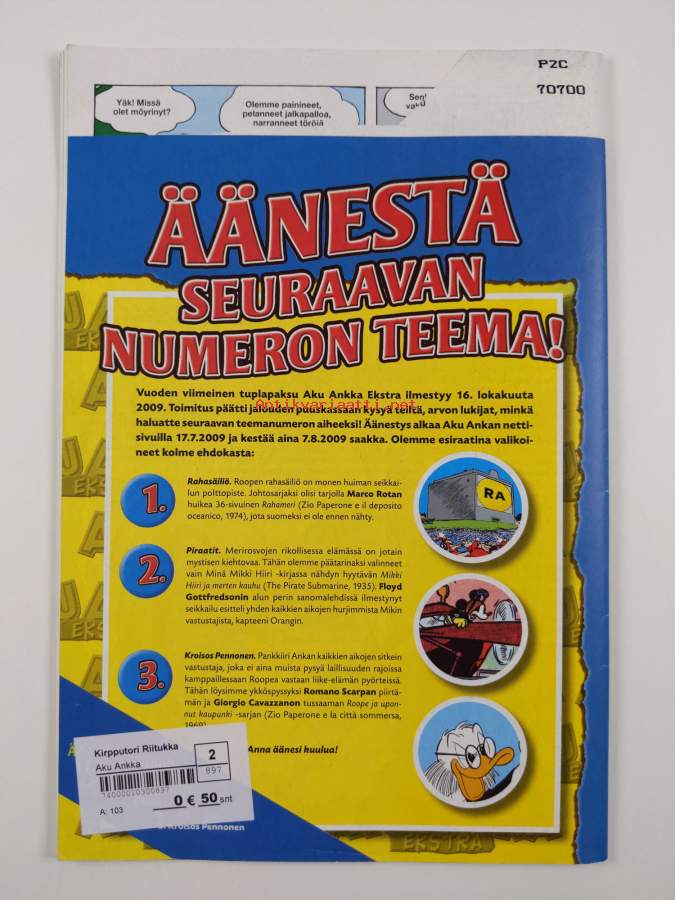 P2C
70700
Yäk! Missä
olet möyrinyt?
Olemme painineet,
pelanneet jalkapalloa,
narranneet töröjä
ÄÄNESTÄ
SEURAAVAN
NUMERON TEEMA!
Vuoden viimeinen tuplapaksu Aku Ankka Ekstra ilmestyy 16. lokakuuta
2009. Toimitus päätti jalouden puuskassaan kysyä teiltä, arvon lukijat, minkä
haluatte seuraavan teemanumeron aiheeksi! Äänestys alkaa Aku Ankan netti-
sivuilla 17.7.2009 ja kestää aina 7.8.2009 saakka. Olemme esiraatina valikoi-
neet kolme ehdokasta:
Antikvariaatti.net
1.
Rahasäiliö. Roopen rahasäiliö on monen huiman seikkai-
lun polttopiste. Johtosarjaksi olisi tarjolla Marco Rotan
huikea 36-sivuinen Rahameri (Zio Paperone e il deposito
oceanico, 1974), jota suomeksi ei ole ennen nähty.
RA
2.
Piraatit. Merirosvojen rikollisessa elämässä on jotain
mystisen kiehtovaa. Tähän olemme päätarinaksi valinneet
vain Minä Mikki Hiiri -kirjassa nähdyn hyytävän Mikki
Hiiri ja merten kauhu (The Pirate Submarine, 1935). Floyd
Gottfredsonin alun perin sanomalehdissä ilmestynyt
seikkailu esitteli yhden kaikkien aikojen hurjimmista Mikin
vastustajista, kapteeni Orangin.
3.
Kroisos Pennonen. Pankkiiri Ankan kaikkien aikojen sitkein
vastustaja, joka ei aina muista pysyä laillisuuden rajoissa
kamppaillessaan Roopea vastaan liike-elämän pyörteissä.
Tähän löysimme ykköspyssyksi Romano Scarpan piirtä-
män ja Giorgio Cavazzanon tussaaman Roope ja upon-
nut kaupunki -sarjan (Zio Paperone e la città sommersa,
1969).
Anna äänesi kuulua!
Kirpputori Riitukka
Aku Ankka
2
897
14000010300897
A: 103
0 € 50 snt
Kroisos Pennonen
EKSTRA